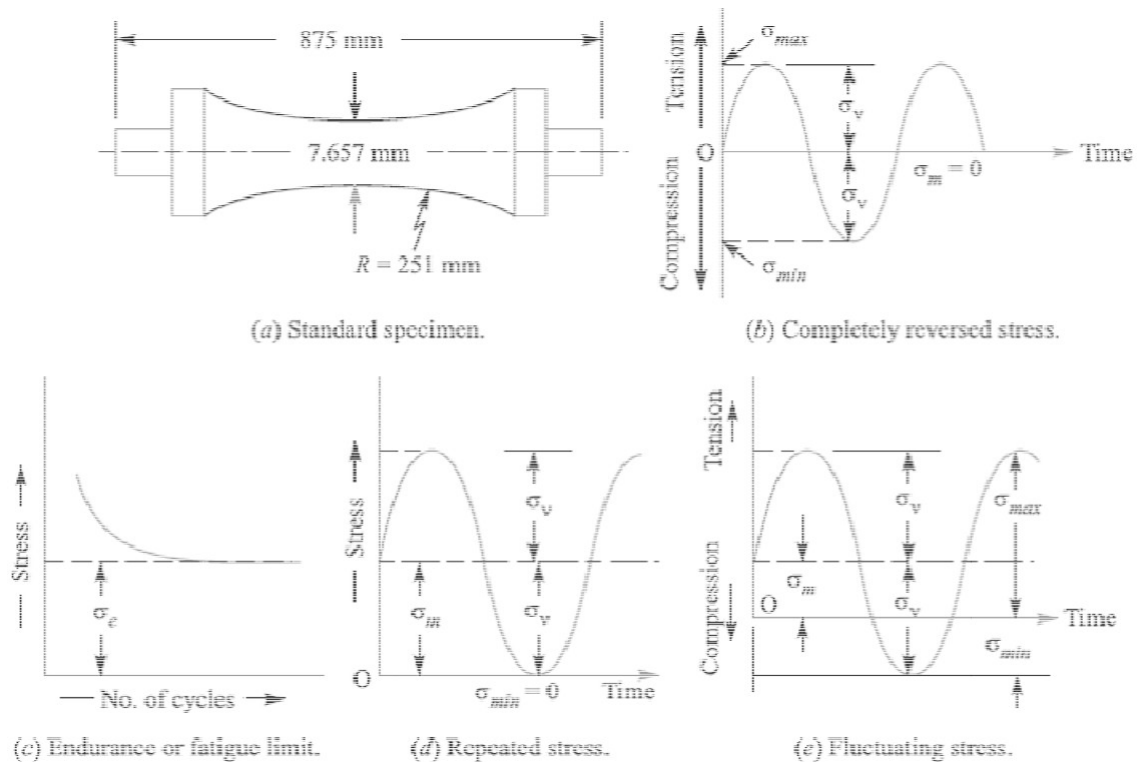 875 mm
7.657 mm
R = 251 mm
(a) Standard specimen.
Tension
Compression
O
σmax
σv
σv
σm = 0
σmin
Time
(b) Completely reversed stress.
Stress
σe
No. of cycles
(c) Endurance or fatigue limit.
Stress
σv
σm
σv
O
σmin = 0
Time
(d) Repeated stress.
Tension
Compression
σv
σmax
σm
O
σv
Time
σmin
(e) Fluctuating stress.